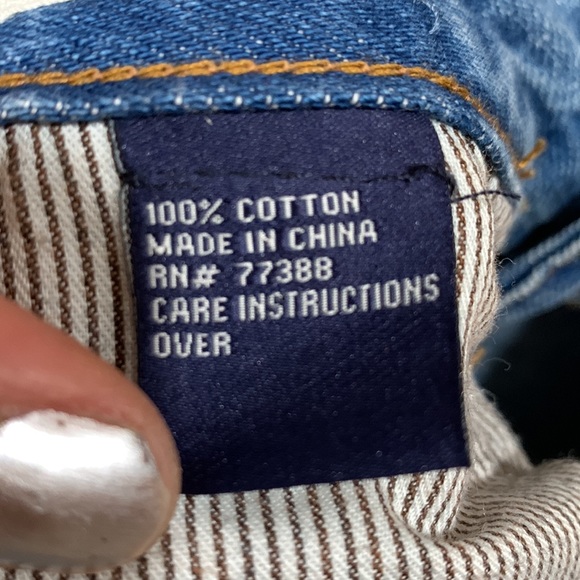 100% COTTON
MADE IN CHINA
RN# 77388
CARE INSTRUCTIONS
OVER